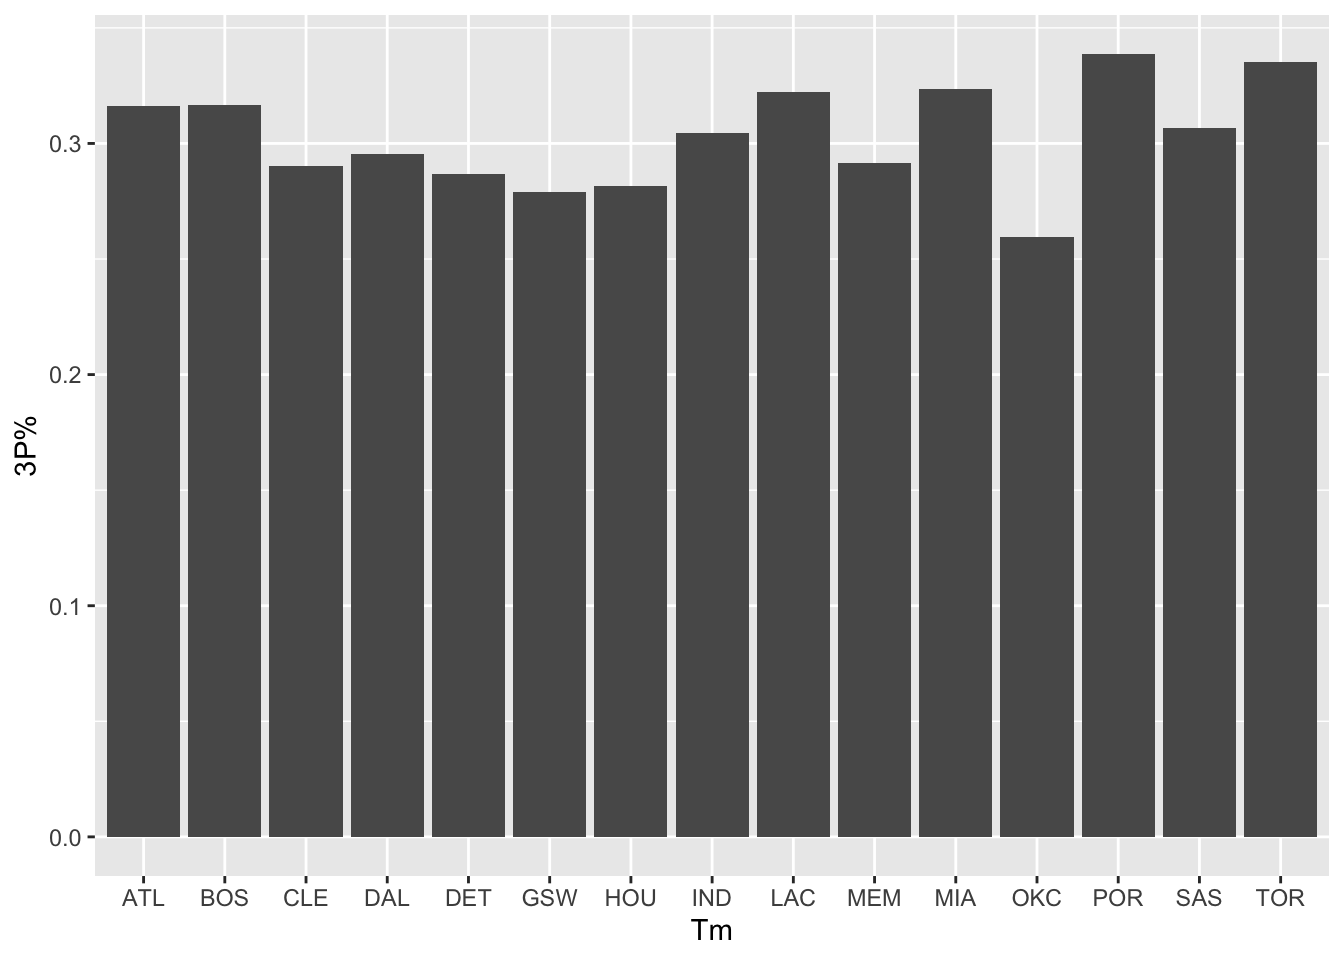 3P%
0.3
0.2
0.1
0.0
ATL BOS CLE DAL DET GSW HOU IND LAC MEM MIA OKC POR SAS TOR
Tm